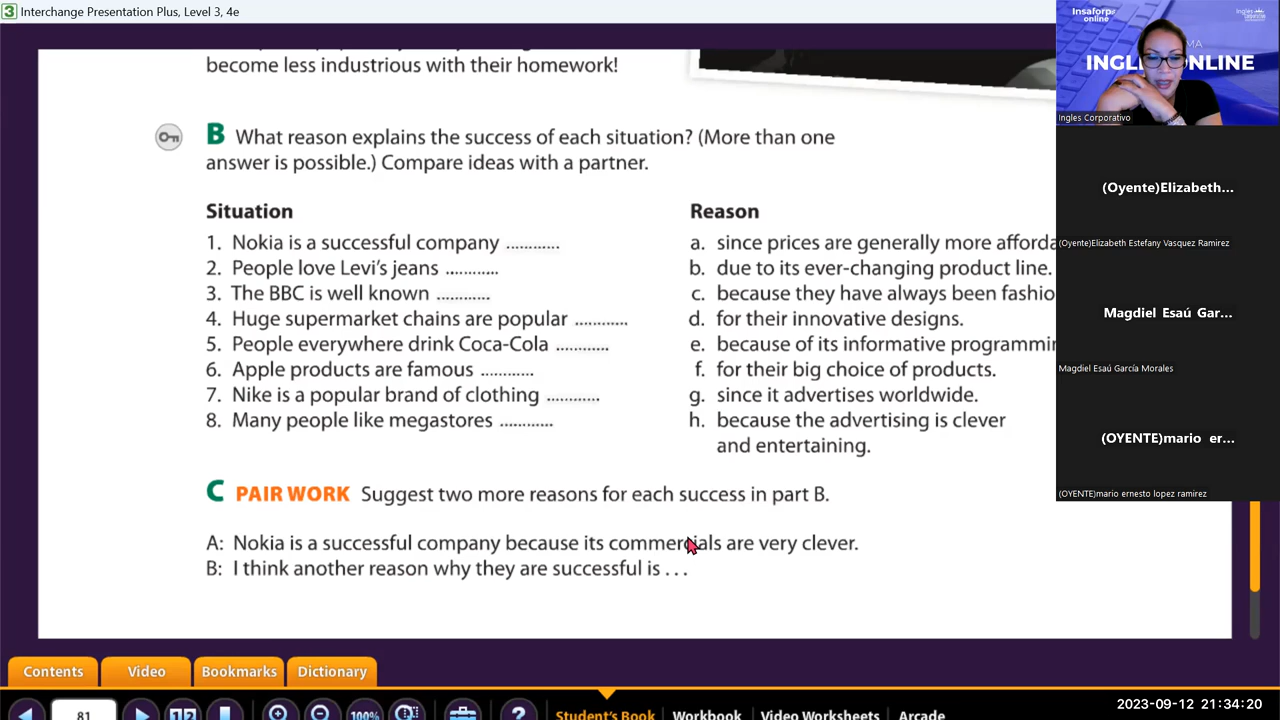 Interchange Presentation Plus, Level 3, 4e
become less industrious with their homework!
B What reason explains the success of each situation? (More than one
answer is possible.) Compare ideas with a partner.
Situation
Reason
1. Nokia is a successful company ............
2. People love Levi's jeans ............
3. The BBC is well known ............
4. Huge supermarket chains are popular ............
5. People everywhere drink Coca-Cola ............
6. Apple products are famous ............
7. Nike is a popular brand of clothing ............
8. Many people like megastores ............
a. since prices are generally more
b. due to its ever-changing product line.
c. because they have always been
d. for their innovative designs.
e. because of its informative
f. for their big choice of products.
g. since it advertises worldwide.
h. because the advertising is clever
and entertaining.
C PAIR WORK Suggest two more reasons for each success in part B.
A: Nokia is a successful company because its commercials are very clever.
B: I think another reason why they are successful is . . .
Contents
Video
Bookmarks
Dictionary
81
100%
?
Student's Book
Workbook
Video Worksheets
Arcade
Insaforp
online
Ingles Corporativo
(Oyente)Elizabeth...
(Oyente)Elizabeth Estefany Vasquez Ramirez
Magdiel Esaú Gar...
Magdiel Esaú García Morales
(OYENTE)mario er...
(OYENTE)mario ernesto lopez ramirez
2023-09-12 21:34:20